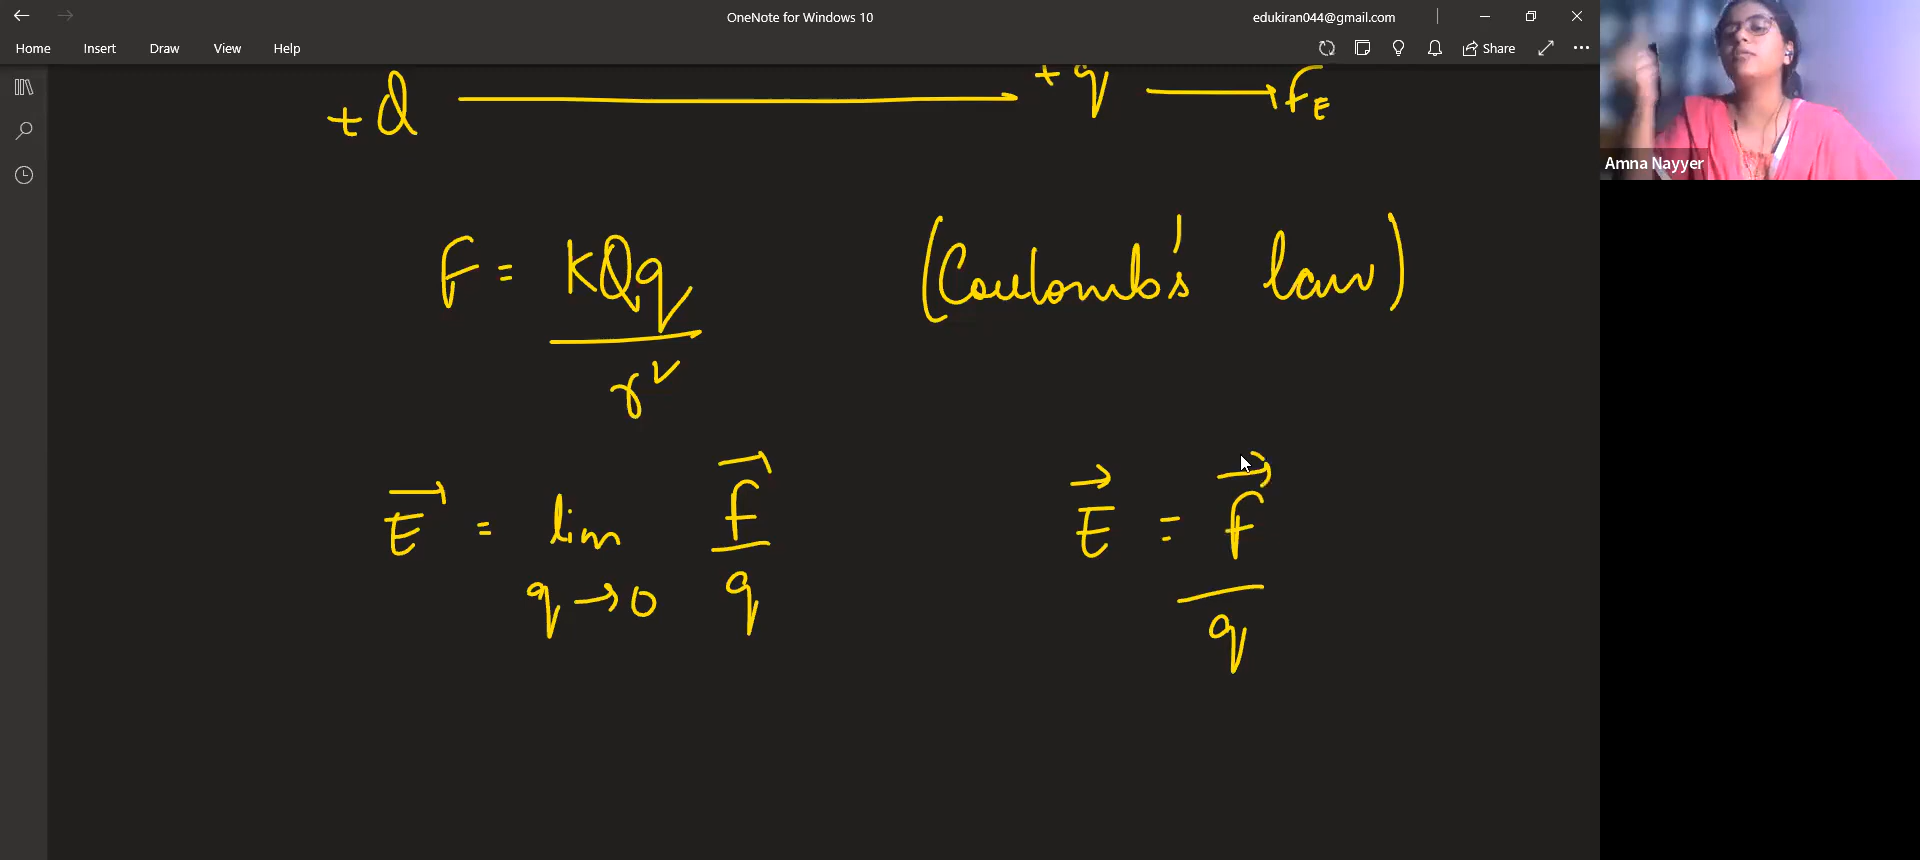 OneNote for Windows 10
edukiran044@gmail.com
Home Insert Draw View Help
Share
+Q +q → F_E
F = KQq / r² (Coulomb's law)
E⃗ = lim q→0 F⃗ / q
E⃗ = F⃗ / q
Amna Nayyer